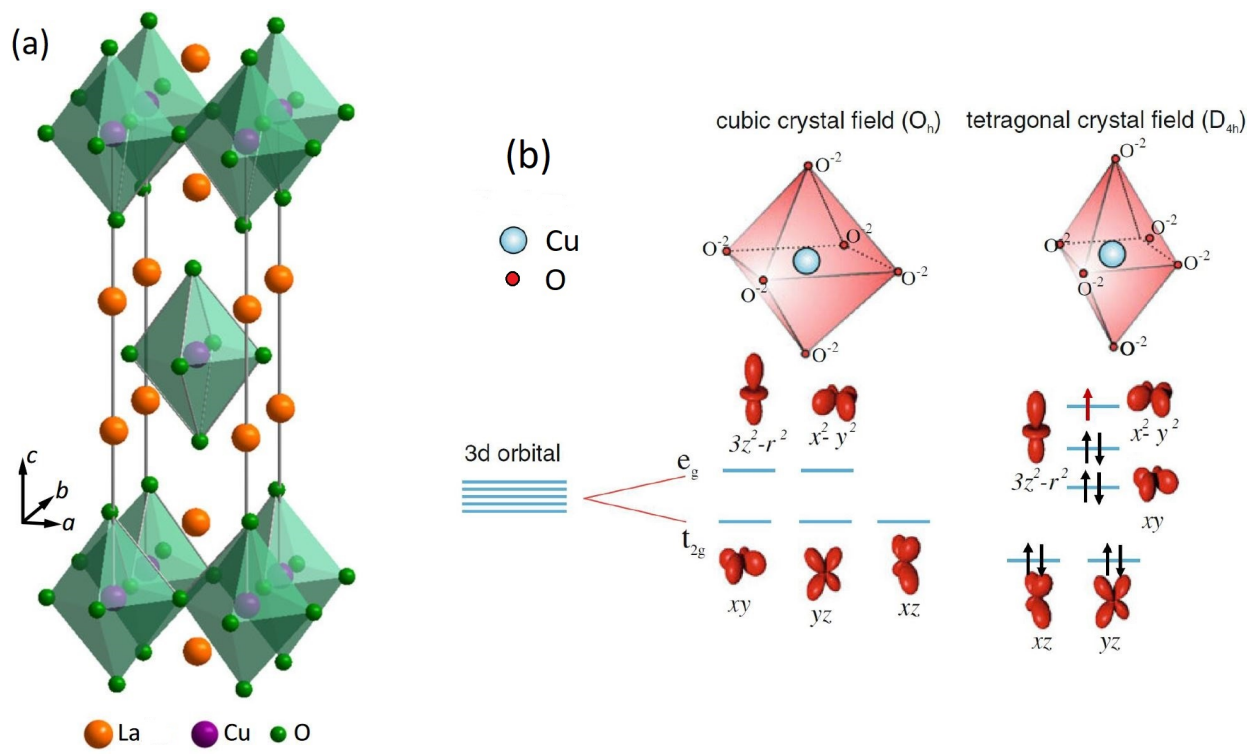 (a)
c
b
a
La
Cu
O
(b)
Cu
O
cubic crystal field (Oₕ)
O⁻²
O⁻²
O⁻²
O⁻²
O⁻²
O⁻²
tetragonal crystal field (D₄ₕ)
O⁻²
O⁻²
O⁻²
O⁻²
O⁻²
O⁻²
3d orbital
e_g
t_2g
3z²-r²
x²- y²
xy
yz
xz
3z²-r²
x²- y²
xy
xz
yz